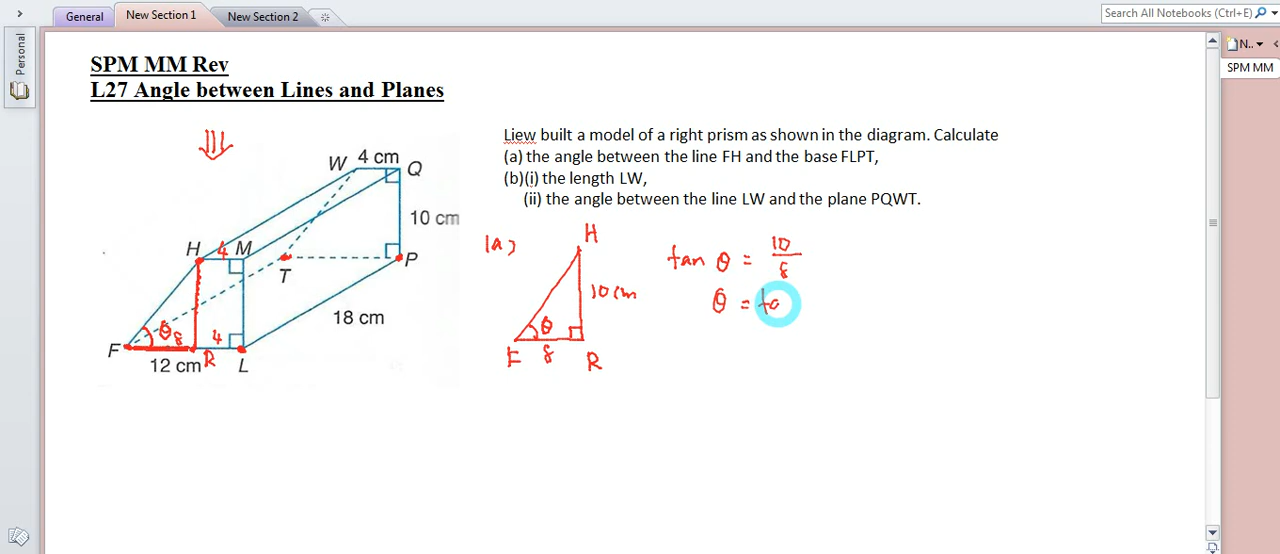 General
New Section 1
New Section 2
Search All Notebooks (Ctrl+E)
Personal
N..
SPM MM
SPM MM Rev
L27 Angle between Lines and Planes
Liew built a model of a right prism as shown in the diagram. Calculate
(a) the angle between the line FH and the base FLPT,
(b)(i) the length LW,
(ii) the angle between the line LW and the plane PQWT.
W 4 cm Q
10 cm
H 4 M
T P
18 cm
θ 8 4
F 12 cm R L
(a)
H
10 cm
θ
F 8 R
tan θ = 10/8
θ = ta